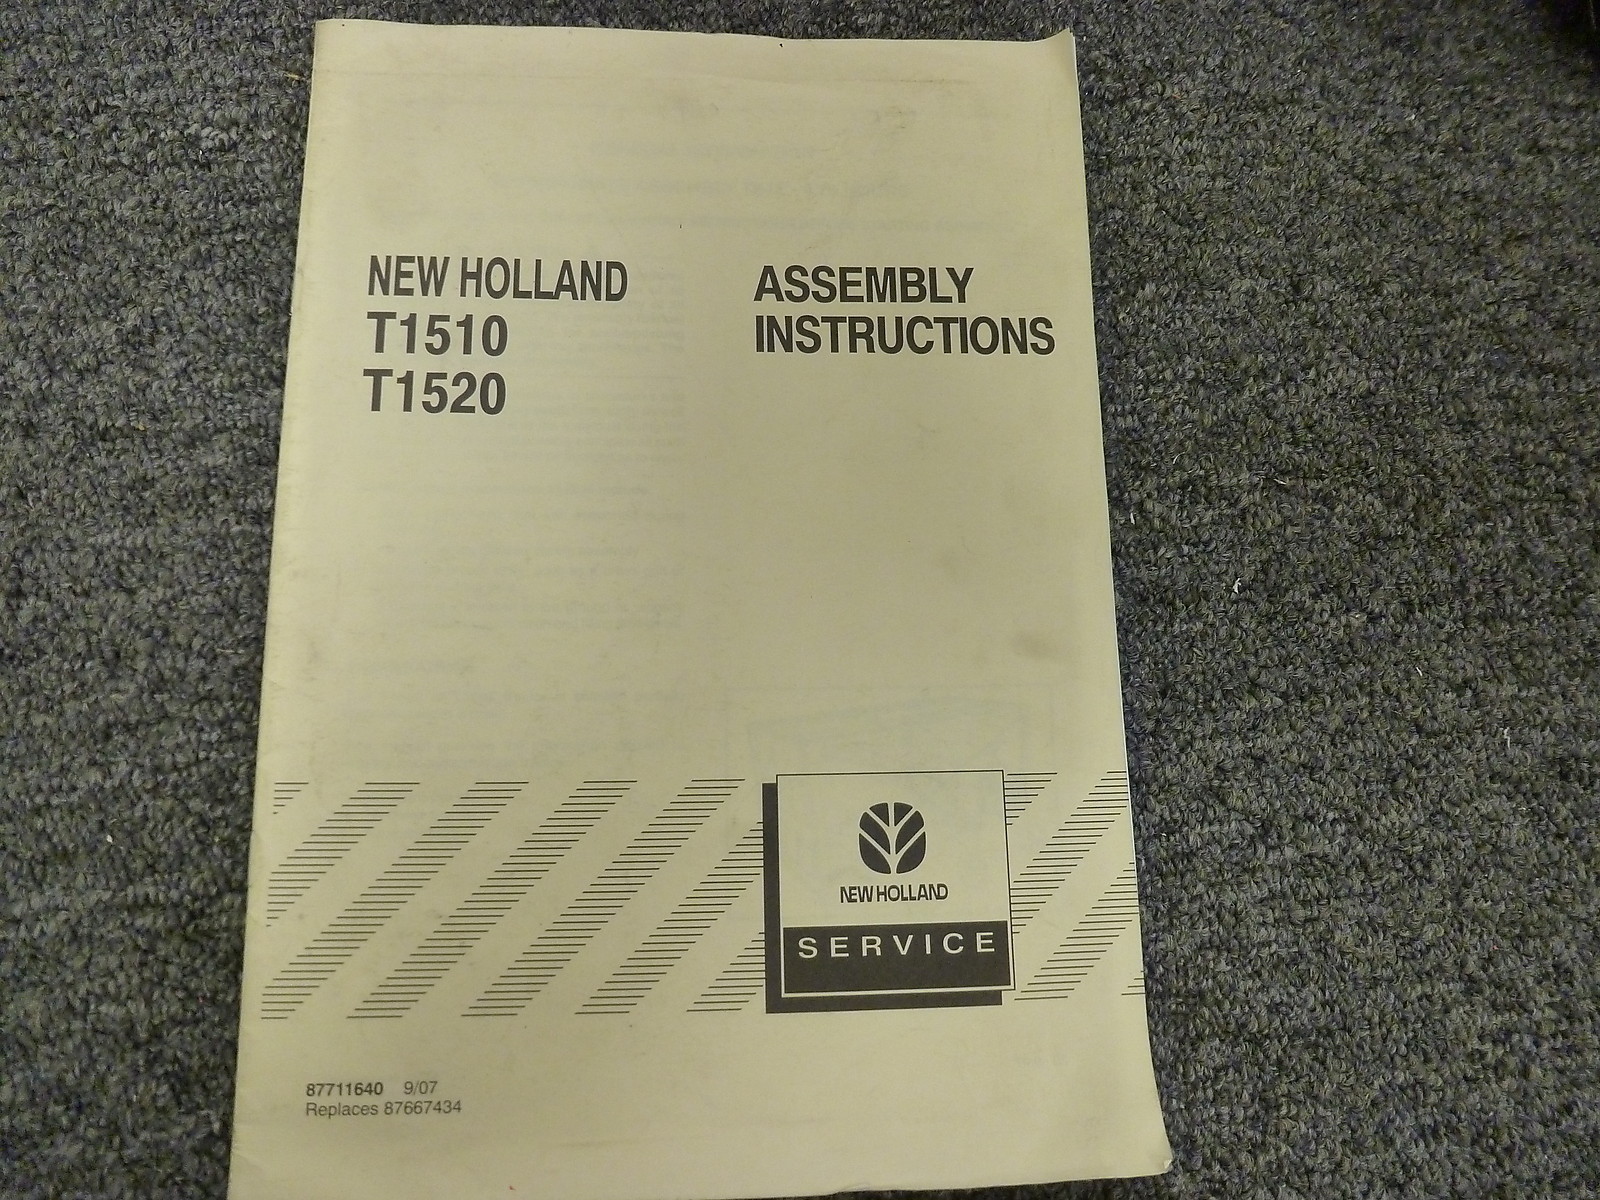 NEW HOLLAND
T1510
T1520
ASSEMBLY
INSTRUCTIONS
NEW HOLLAND
SERVICE
87711640 9/07
Replaces 87667434